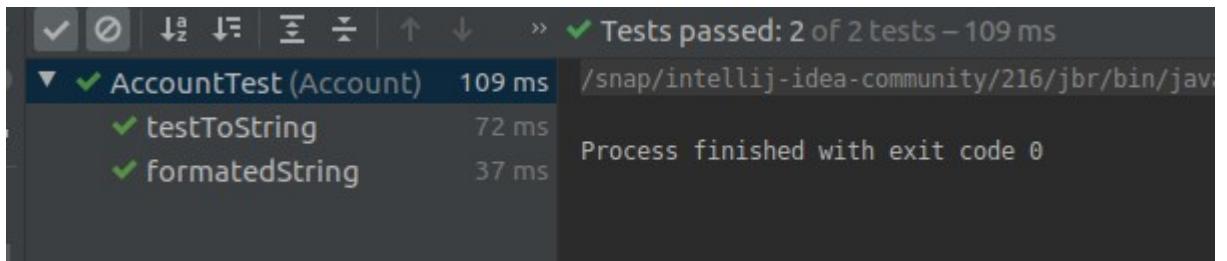 Tests passed: 2 of 2 tests – 109 ms
AccountTest (Account) 109 ms
testToString 72 ms
formatedString 37 ms
/snap/intellij-idea-community/216/jbr/bin/java
Process finished with exit code 0